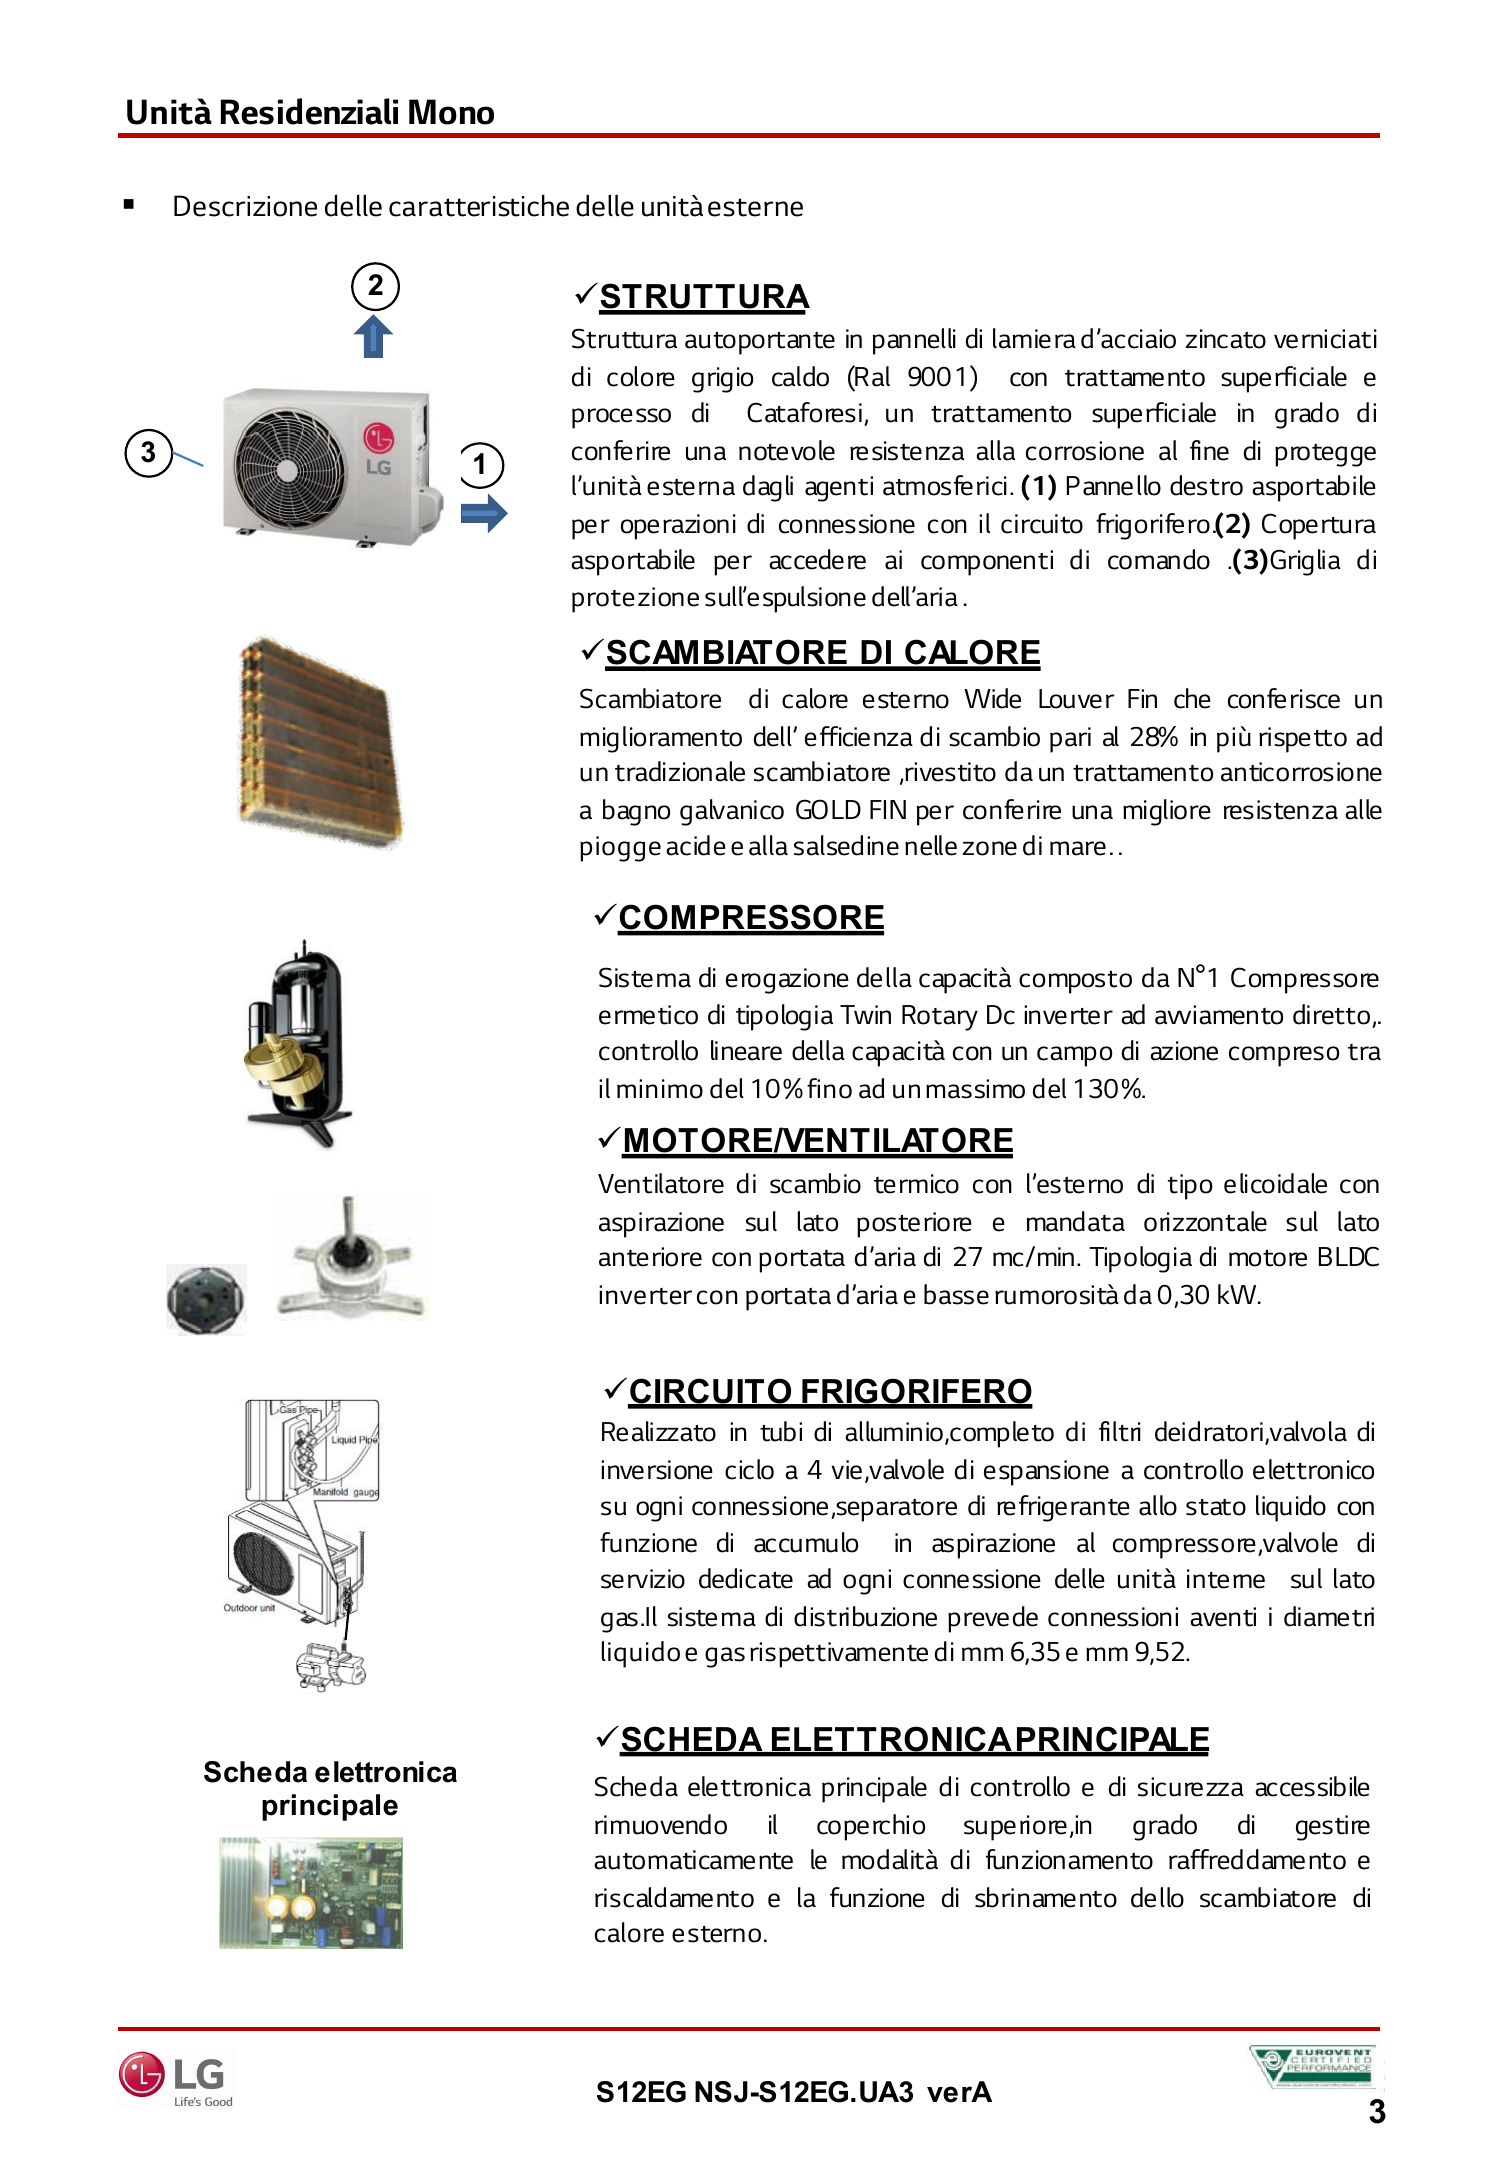 Unità Residenziali Mono
▪ Descrizione delle caratteristiche delle unità esterne
2
3
1
LG
✓STRUTTURA
Struttura autoportante in pannelli di lamiera d’acciaio zincato verniciati
di colore grigio caldo (Ral 9001) con trattamento superficiale e
processo di Cataforesi, un trattamento superficiale in grado di
conferire una notevole resistenza alla corrosione al fine di protegge
l’unità esterna dagli agenti atmosferici. (1) Pannello destro asportabile
per operazioni di connessione con il circuito frigorifero.(2) Copertura
asportabile per accedere ai componenti di comando .(3)Griglia di
protezione sull’espulsione dell’aria .
✓SCAMBIATORE DI CALORE
Scambiatore di calore esterno Wide Louver Fin che conferisce un
miglioramento dell’ efficienza di scambio pari al 28% in più rispetto ad
un tradizionale scambiatore ,rivestito da un trattamento anticorrosione
a bagno galvanico GOLD FIN per conferire una migliore resistenza alle
piogge acide e alla salsedine nelle zone di mare. .
✓COMPRESSORE
Sistema di erogazione della capacità composto da N°1 Compressore
ermetico di tipologia Twin Rotary Dc inverter ad avviamento diretto,.
controllo lineare della capacità con un campo di azione compreso tra
il minimo del 10% fino ad un massimo del 130%.
✓MOTORE/VENTILATORE
Ventilatore di scambio termico con l’esterno di tipo elicoidale con
aspirazione sul lato posteriore e mandata orizzontale sul lato
anteriore con portata d’aria di 27 mc/min. Tipologia di motore BLDC
inverter con portata d’aria e basse rumorosità da 0,30 kW.
✓CIRCUITO FRIGORIFERO
Realizzato in tubi di alluminio,completo di filtri deidratori,valvola di
inversione ciclo a 4 vie,valvole di espansione a controllo elettronico
su ogni connessione,separatore di refrigerante allo stato liquido con
funzione di accumulo in aspirazione al compressore,valvole di
servizio dedicate ad ogni connessione delle unità interne sul lato
gas.Il sistema di distribuzione prevede connessioni aventi i diametri
liquido e gas rispettivamente di mm 6,35 e mm 9,52.
Gas Pipe
Liquid Pipe
Manifold gauge
Outdoor unit
✓SCHEDA ELETTRONICA PRINCIPALE
Scheda elettronica principale di controllo e di sicurezza accessibile
rimuovendo il coperchio superiore,in grado di gestire
automaticamente le modalità di funzionamento raffreddamento e
riscaldamento e la funzione di sbrinamento dello scambiatore di
calore esterno.
Scheda elettronica
principale
LG
Life's Good
S12EG NSJ-S12EG.UA3 verA
EUROVENT
CERTIFIED
PERFORMANCE
3